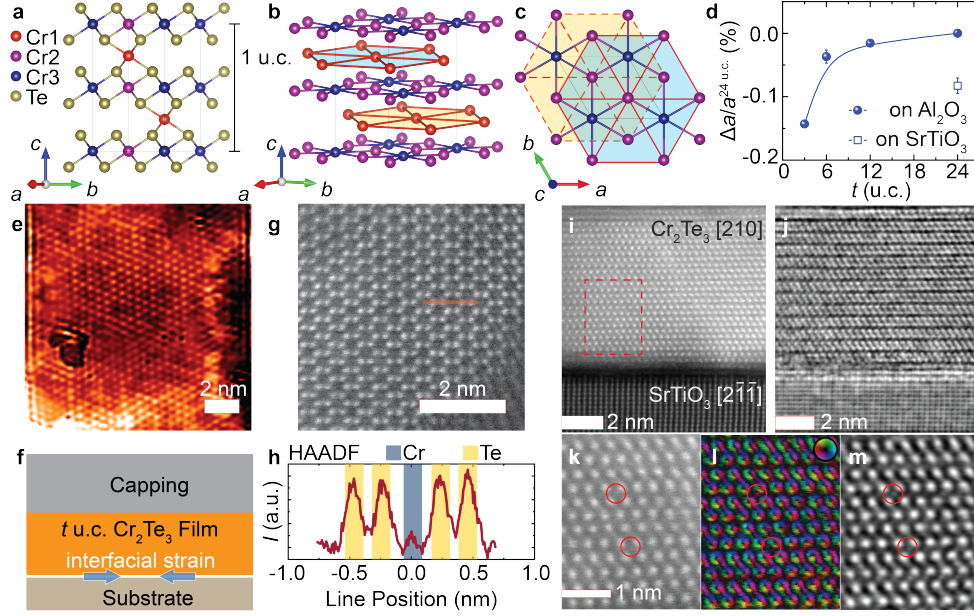 a
Cr1
Cr2
Cr3
Te
1 u.c.
c
a
b
b
c
a
b
c
b
c
a
d
Δa/a^24 u.c. (%)
0.0
-0.1
-0.2
on Al₂O₃
on SrTiO₃
0
6
12
18
24
t (u.c.)
e
2 nm
g
2 nm
i
Cr₂Te₃ [210]
SrTiO₃ [21̄1̄]
2 nm
j
2 nm
f
Capping
t u.c. Cr₂Te₃ Film
interfacial strain
Substrate
h
HAADF
Cr
Te
I (a.u.)
-1.0
-0.5
0.0
0.5
1.0
Line Position (nm)
k
1 nm
l
m